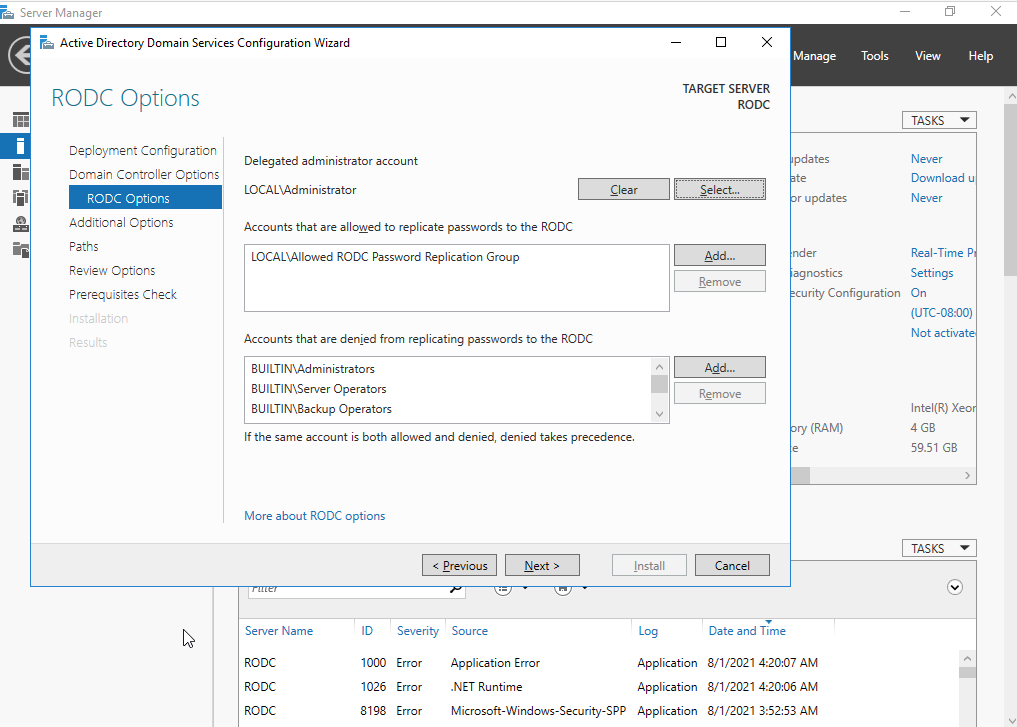 Server Manager
Active Directory Domain Services Configuration Wizard
Manage Tools View Help
RODC Options
TARGET SERVER
RODC
TASKS
Deployment Configuration
Domain Controller Options
RODC Options
Additional Options
Paths
Review Options
Prerequisites Check
Installation
Results
Delegated administrator account
LOCAL\Administrator
Clear
Select...
Accounts that are allowed to replicate passwords to the RODC
LOCAL\Allowed RODC Password Replication Group
Add...
Remove
Accounts that are denied from replicating passwords to the RODC
BUILTIN\Administrators
BUILTIN\Server Operators
BUILTIN\Backup Operators
Add...
Remove
If the same account is both allowed and denied, denied takes precedence.
More about RODC options
< Previous
Next >
Install
Cancel
updates Never
Download
or updates Never
Real-Time
iagnostics Settings
ecurity Configuration On
(UTC-08:00)
Not activate
Intel(R) Xeor
ory (RAM) 4 GB
59.51 GB
TASKS
Filter
Server Name ID Severity Source Log Date and Time
RODC 1000 Error Application Error Application 8/1/2021 4:20:07 AM
RODC 1026 Error .NET Runtime Application 8/1/2021 4:20:06 AM
RODC 8198 Error Microsoft-Windows-Security-SPP Application 8/1/2021 3:52:53 AM